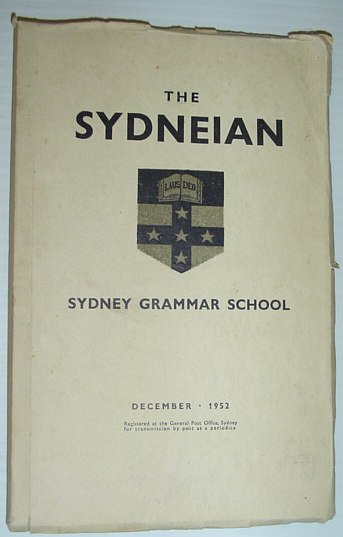 THE
SYDNEIAN
LAUS DEO
SYDNEY GRAMMAR SCHOOL
DECEMBER · 1952
Registered at the General Post Office, Sydney
for transmission by post as a periodica